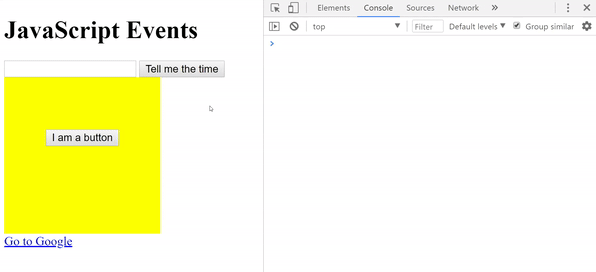 JavaScript Events
Tell me the time
I am a button
Go to Google
Elements Console Sources Network »
top Filter Default levels ▼ Group similar
>